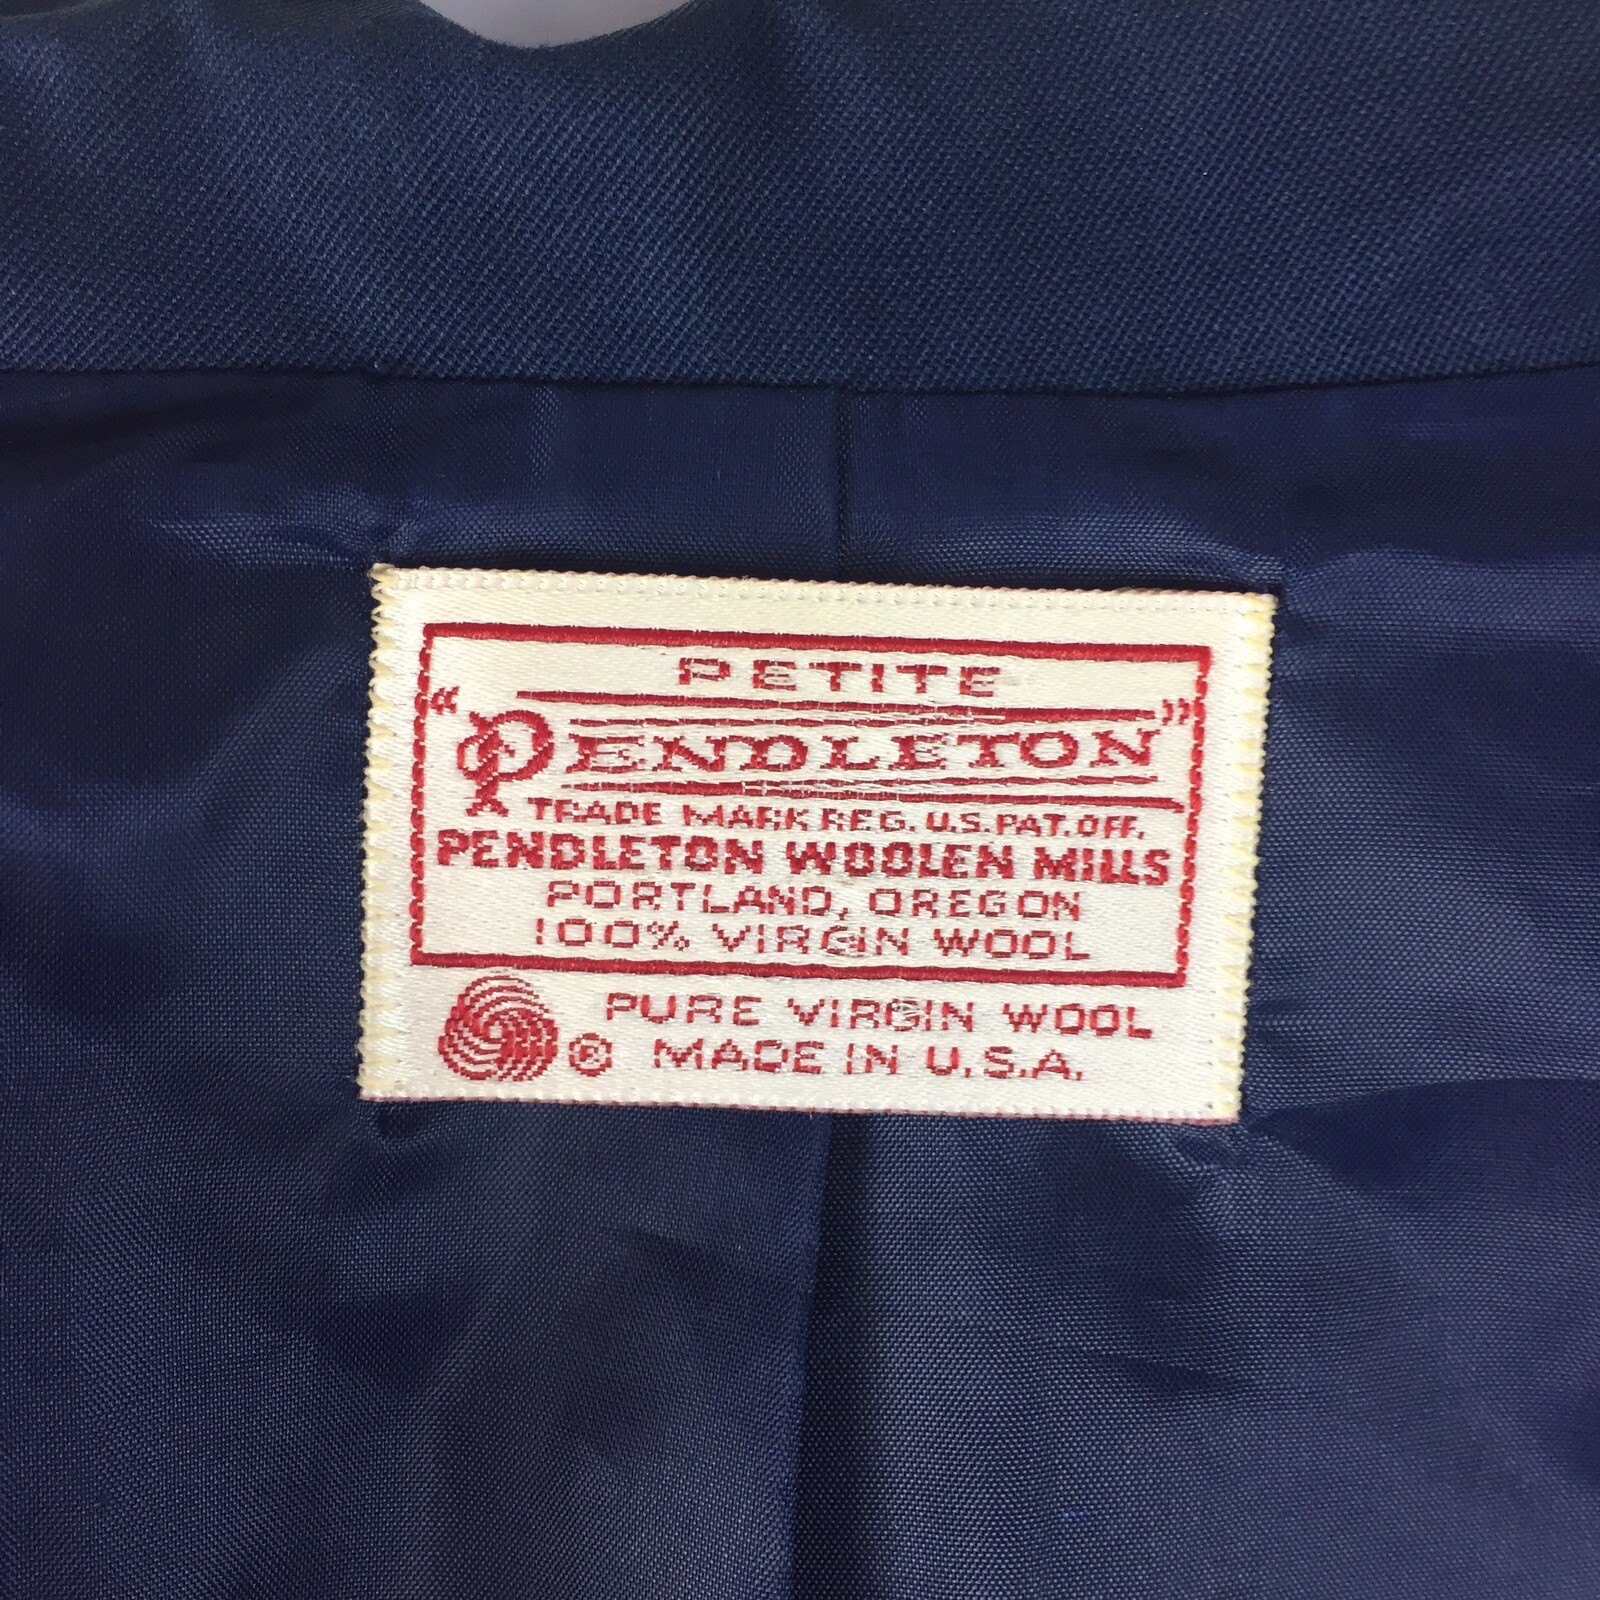 PETITE
"PENDLETON"
TRADE MARK REG. U.S. PAT. OFF.
PENDLETON WOOLEN MILLS
PORTLAND, OREGON
100% VIRGIN WOOL
PURE VIRGIN WOOL
® MADE IN U.S.A.